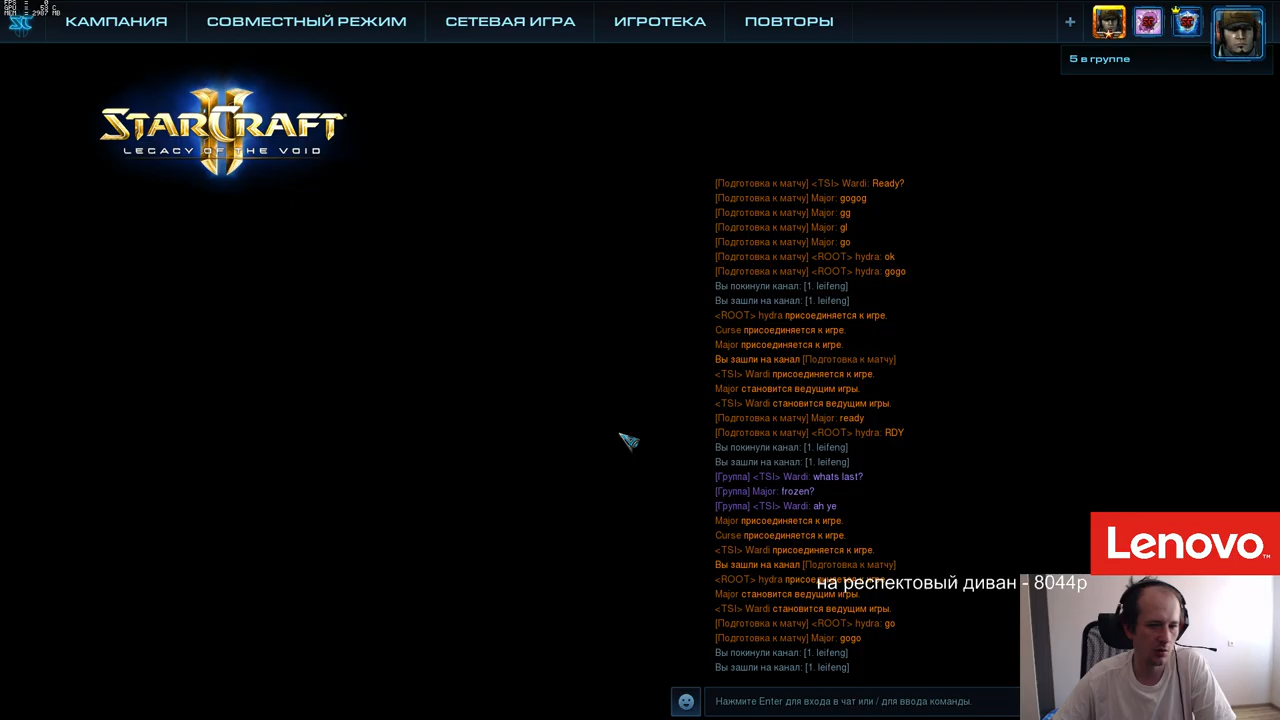 КАМПАНИЯ
СОВМЕСТНЫЙ РЕЖИМ
СЕТЕВАЯ ИГРА
ИГРОТЕКА
ПОВТОРЫ
5 в группе
STARCRAFT
II
LEGACY OF THE VOID
[Подготовка к матчу] <TSI> Wardi: Ready?
[Подготовка к матчу] Major: gogog
[Подготовка к матчу] Major: gg
[Подготовка к матчу] Major: gl
[Подготовка к матчу] Major: go
[Подготовка к матчу] <ROOT> hydra: ok
[Подготовка к матчу] <ROOT> hydra: gogo
Вы покинули канал: [1. leifeng]
Вы зашли на канал: [1. leifeng]
<ROOT> hydra присоединяется к игре.
Curse присоединяется к игре.
Major присоединяется к игре.
Вы зашли на канал [Подготовка к матчу]
<TSI> Wardi присоединяется к игре.
Major становится ведущим игры.
<TSI> Wardi становится ведущим игры.
[Подготовка к матчу] Major: ready
[Подготовка к матчу] <ROOT> hydra: RDY
Вы покинули канал: [1. leifeng]
Вы зашли на канал: [1. leifeng]
[Группа] <TSI> Wardi: whats last?
[Группа] Major: frozen?
[Группа] <TSI> Wardi: ah ye
Major присоединяется к игре.
Curse присоединяется к игре.
<TSI> Wardi присоединяется к игре.
Вы зашли на канал [Подготовка к матчу]
<ROOT> hydra присоединяется к игре.
Major становится ведущим игры.
<TSI> Wardi становится ведущим игры.
[Подготовка к матчу] <ROOT> hydra: go
[Подготовка к матчу] Major: gogo
Вы покинули канал: [1. leifeng]
Вы зашли на канал: [1. leifeng]
Нажмите Enter для входа в чат или / для ввода команды.
Lenovo™
на респектовый диван - 8044р